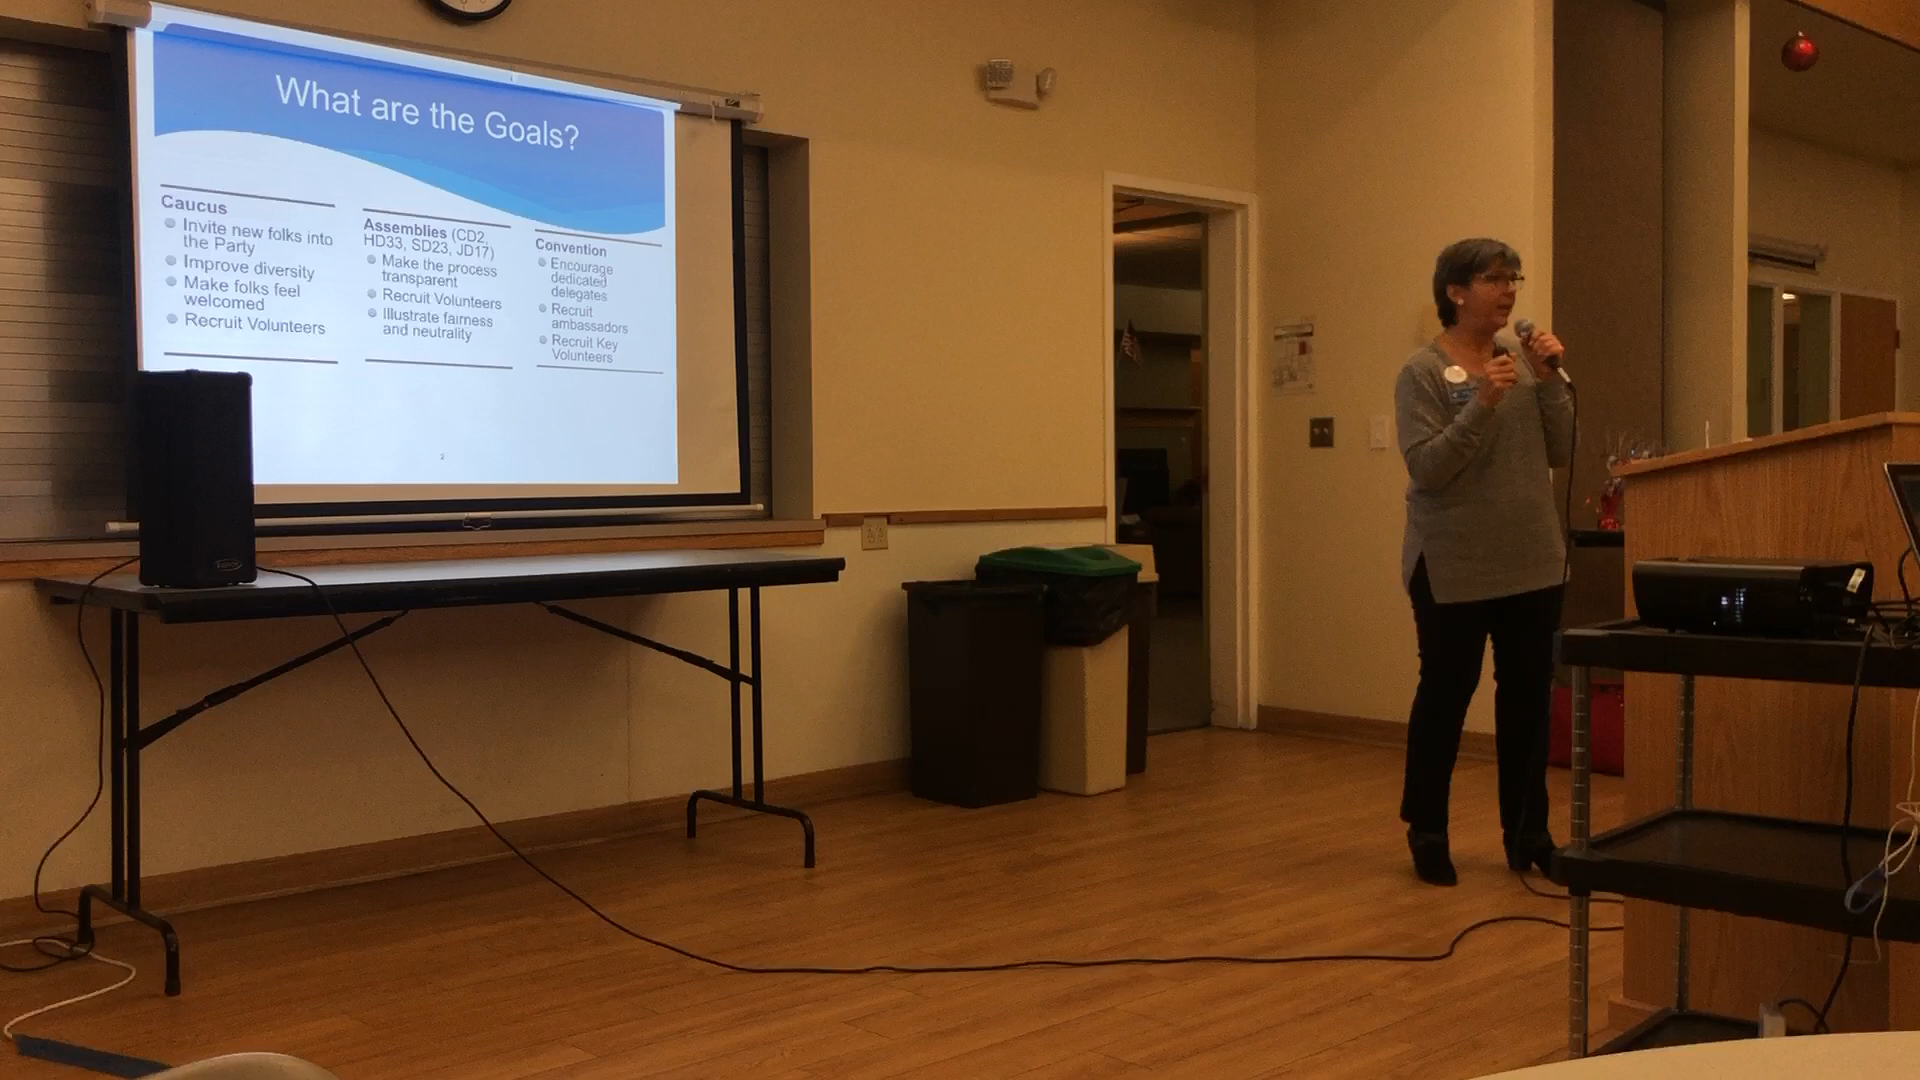 What are the Goals?
Caucus
Invite new folks into
the Party
Improve diversity
Make folks feel
welcomed
Recruit Volunteers
Assemblies (CD2,
HD33, SD23, JD17)
Make the process
transparent
Recruit Volunteers
Illustrate fairness
and neutrality
Convention
Encourage
dedicated
delegates
Recruit
ambassadors
Recruit Key
Volunteers